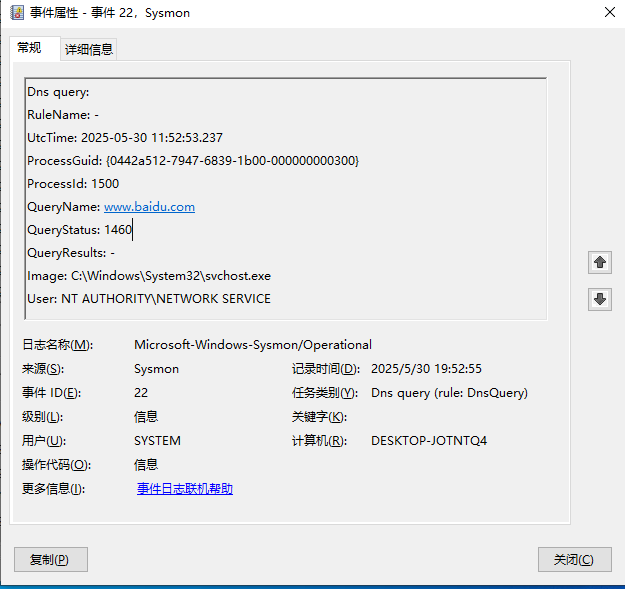 事件属性 - 事件 22，Sysmon
常规 详细信息
Dns query:
RuleName: -
UtcTime: 2025-05-30 11:52:53.237
ProcessGuid: {0442a512-7947-6839-1b00-000000000300}
ProcessId: 1500
QueryName: www.baidu.com
QueryStatus: 1460
QueryResults: -
Image: C:\Windows\System32\svchost.exe
User: NT AUTHORITY\NETWORK SERVICE
日志名称(M): Microsoft-Windows-Sysmon/Operational
来源(S): Sysmon 记录时间(D): 2025/5/30 19:52:55
事件 ID(E): 22 任务类别(Y): Dns query (rule: DnsQuery)
级别(L): 信息 关键字(K):
用户(U): SYSTEM 计算机(R): DESKTOP-JOTNTQ4
操作代码(O): 信息
更多信息(I): 事件日志联机帮助
复制(P) 关闭(C)